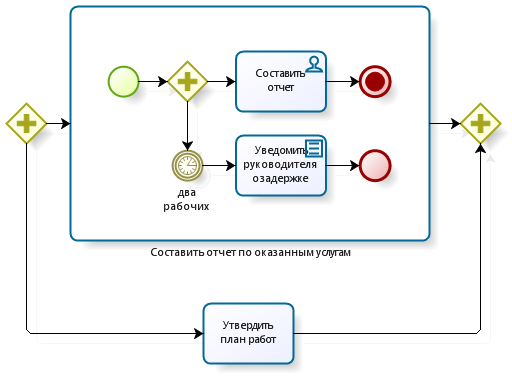 Составить
отчет
Уведомить
руководителя
озадержке
два
рабочих
Составить отчет по оказанным услугам
Утвердить
план работ